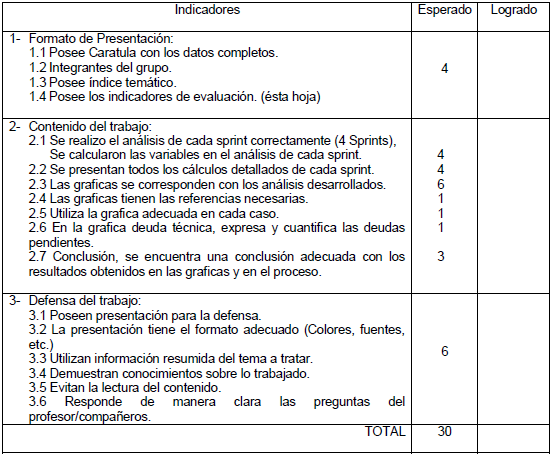 Indicadores Esperado Logrado
1- Formato de Presentación:
1.1 Posee Caratula con los datos completos.
1.2 Integrantes del grupo. 4
1.3 Posee índice temático.
1.4 Posee los indicadores de evaluación. (ésta hoja)
2- Contenido del trabajo:
2.1 Se realizo el análisis de cada sprint correctamente (4 Sprints),
Se calcularon las variables en el análisis de cada sprint. 4
2.2 Se presentan todos los cálculos detallados de cada sprint. 4
2.3 Las graficas se corresponden con los análisis desarrollados. 6
2.4 Las graficas tienen las referencias necesarias. 1
2.5 Utiliza la grafica adecuada en cada caso. 1
2.6 En la grafica deuda técnica, expresa y cuantifica las deudas 1
pendientes.
2.7 Conclusión, se encuentra una conclusión adecuada con los 3
resultados obtenidos en las graficas y en el proceso.
3- Defensa del trabajo:
3.1 Poseen presentación para la defensa.
3.2 La presentación tiene el formato adecuado (Colores, fuentes,
etc.)
3.3 Utilizan información resumida del tema a tratar. 6
3.4 Demuestran conocimientos sobre lo trabajado.
3.5 Evitan la lectura del contenido.
3.6 Responde de manera clara las preguntas del
profesor/compañeros.
TOTAL 30